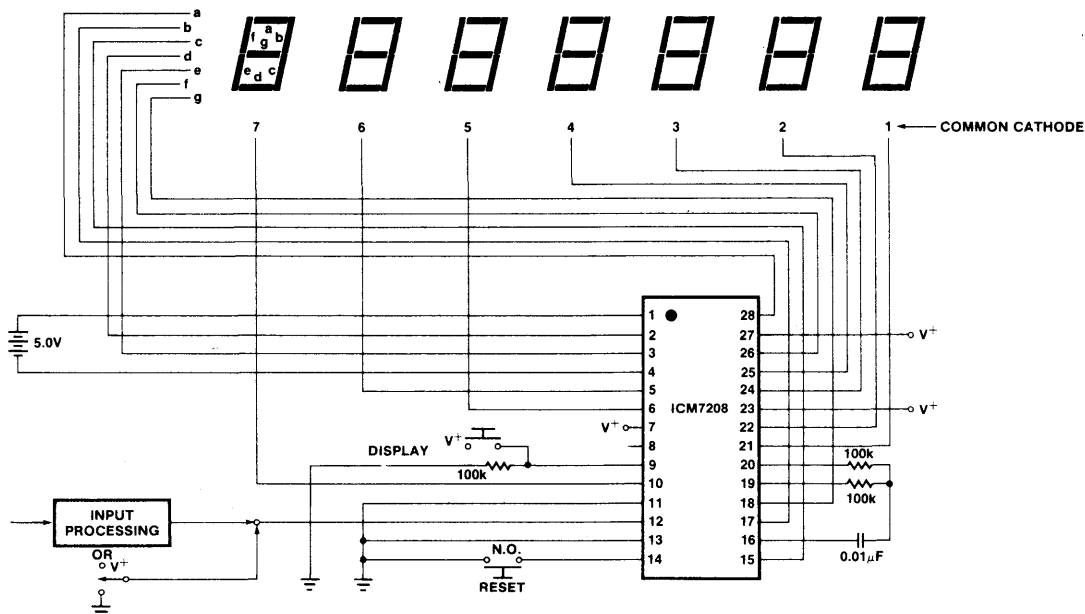 a
b
c
d
e
f
g
a
f b
g
e c
d
7 6 5 4 3 2 1 COMMON CATHODE
5.0V
1 28
2 27 V+
3 26
4 25
5 24
6 ICM7208 23 V+
V+ 7 22
8 21
DISPLAY V+
100k
9 20 100k
10 19 100k
11 18
12 17
13 16 0.01μF
14 15
INPUT
PROCESSING
OR
V+
N.O.
RESET